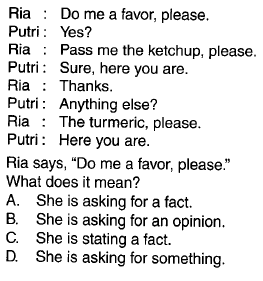 Ria : Do me a favor, please.
Putri : Yes?
Ria : Pass me the ketchup, please.
Putri : Sure, here you are.
Ria : Thanks.
Putri : Anything else?
Ria : The turmeric, please.
Putri : Here you are.
Ria says, “Do me a favor, please.”
What does it mean?
A. She is asking for a fact.
B. She is asking for an opinion.
C. She is stating a fact.
D. She is asking for something.